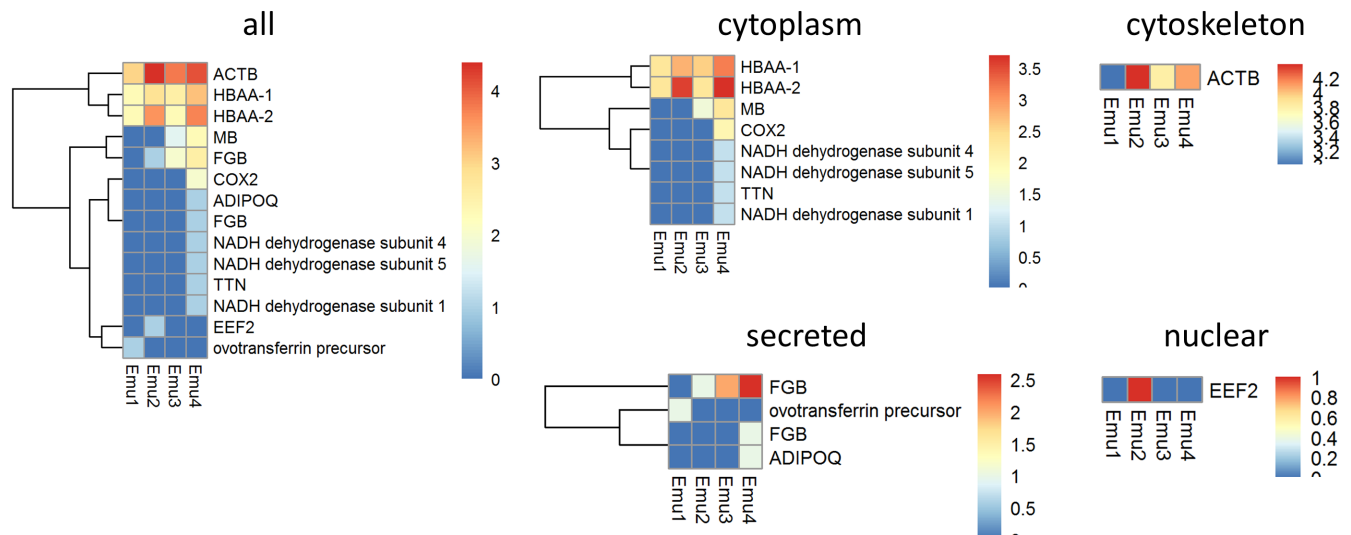 all
ACTB
HBAA-1
HBAA-2
MB
FGB
COX2
ADIPOQ
FGB
NADH dehydrogenase subunit 4
NADH dehydrogenase subunit 5
TTN
NADH dehydrogenase subunit 1
EEF2
ovotransferrin precursor
Emu1
Emu2
Emu3
Emu4
4
3
2
1
0
cytoplasm
HBAA-1
HBAA-2
MB
COX2
NADH dehydrogenase subunit 4
NADH dehydrogenase subunit 5
TTN
NADH dehydrogenase subunit 1
Emu1
Emu2
Emu3
Emu4
3.5
3
2.5
2
1.5
1
0.5
0
cytoskeleton
ACTB
Emu1
Emu2
Emu3
Emu4
4.2
4
3.8
3.6
3.4
3.2
secreted
FGB
ovotransferrin precursor
FGB
ADIPOQ
Emu1
Emu2
Emu3
Emu4
2.5
2
1.5
1
0.5
0
nuclear
EEF2
Emu1
Emu2
Emu3
Emu4
1
0.8
0.6
0.4
0.2
0